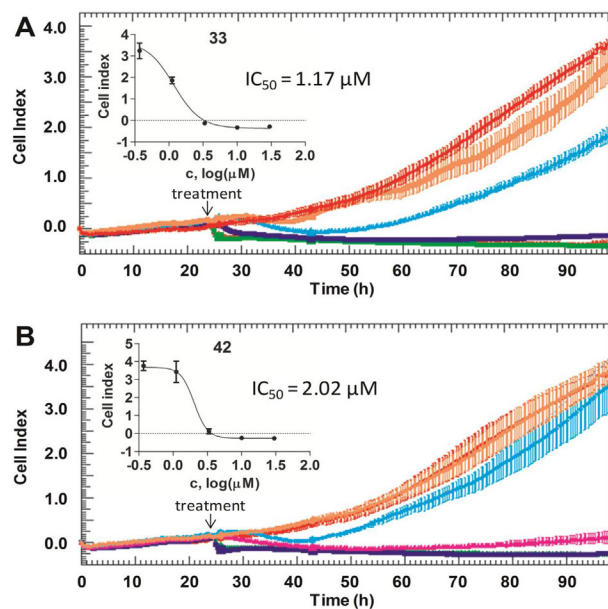 A
4.0
3.0
2.0
1.0
0.0
Cell Index
33
4
3
2
1
0
-1
Cell index
-0.5 0.0 0.5 1.0 1.5 2.0
c, log(µM)
IC50 = 1.17 µM
treatment
0 10 20 30 40 50 60 70 80 90
Time (h)
B
4.0
3.0
2.0
1.0
0.0
Cell Index
42
5
4
3
2
1
0
-1
Cell index
-0.5 0.0 0.5 1.0 1.5 2.0
c, log(µM)
IC50 = 2.02 µM
treatment
0 10 20 30 40 50 60 70 80 90
Time (h)